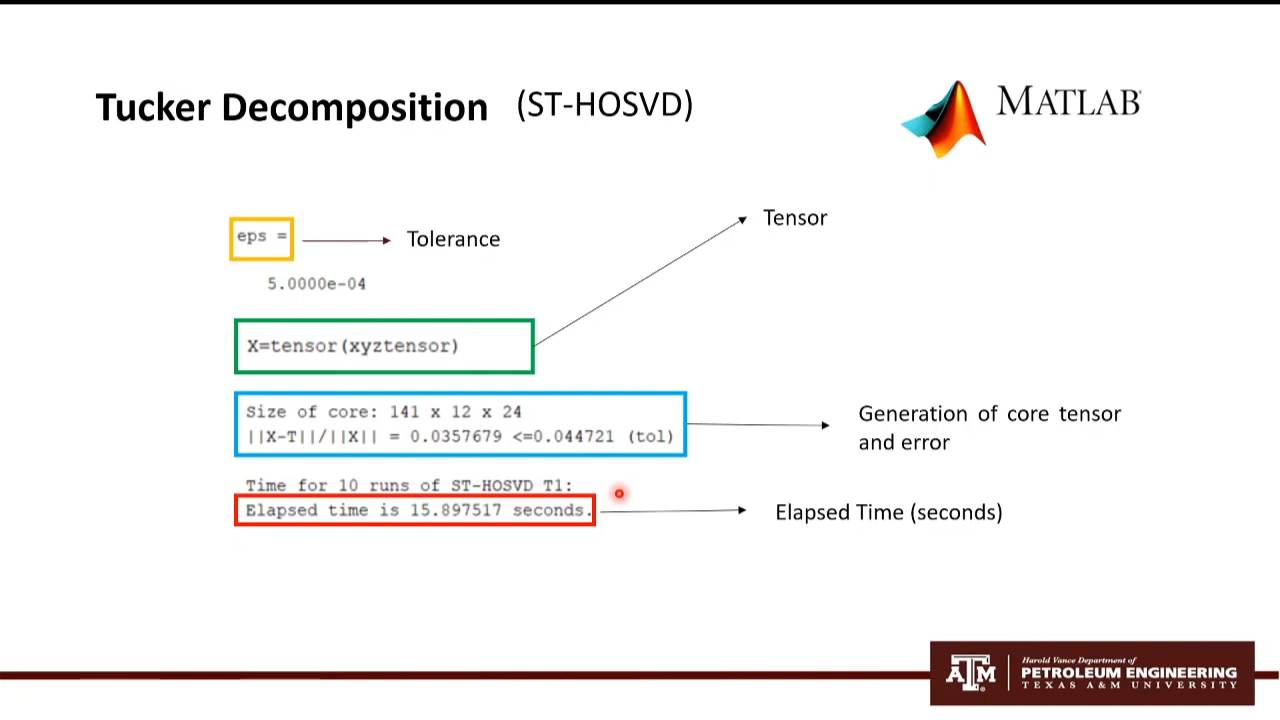 Tucker Decomposition (ST-HOSVD)
MATLAB
eps =
Tolerance
5.0000e-04
Tensor
X=tensor(xyztensor)
Size of core: 141 x 12 x 24
||X-T||/||X|| = 0.0357679 <=0.044721 (tol)
Generation of core tensor
and error
Time for 10 runs of ST-HOSVD T1:
Elapsed time is 15.897517 seconds.
Elapsed Time (seconds)
ATM
Harold Vance Department of
PETROLEUM ENGINEERING
TEXAS A&M UNIVERSITY